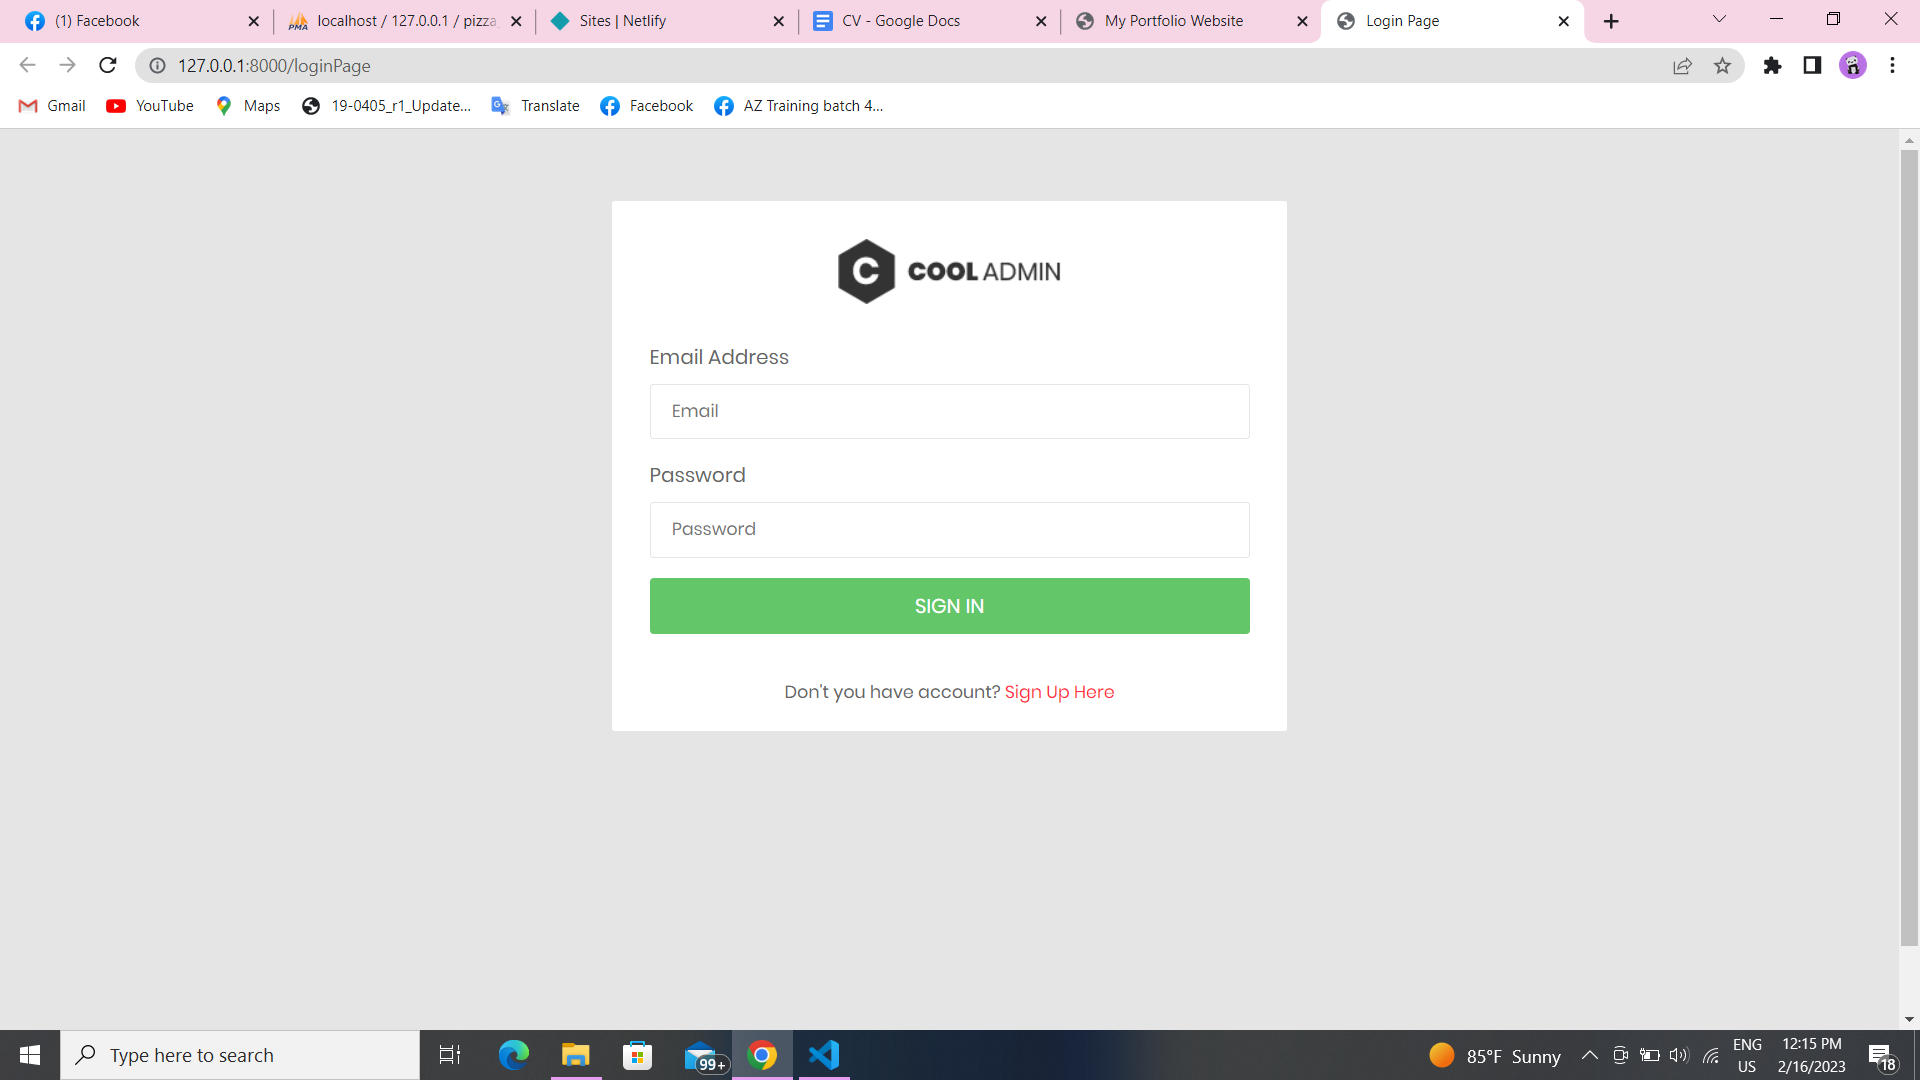 (1) Facebook
localhost / 127.0.0.1 / pizza
Sites | Netlify
CV - Google Docs
My Portfolio Website
Login Page
127.0.0.1:8000/loginPage
Gmail
YouTube
Maps
19-0405_r1_Update...
Translate
Facebook
AZ Training batch 4...
C COOL ADMIN
Email Address
Email
Password
Password
SIGN IN
Don't you have account? Sign Up Here
Type here to search
99+
85°F Sunny
ENG
US
12:15 PM
2/16/2023
18